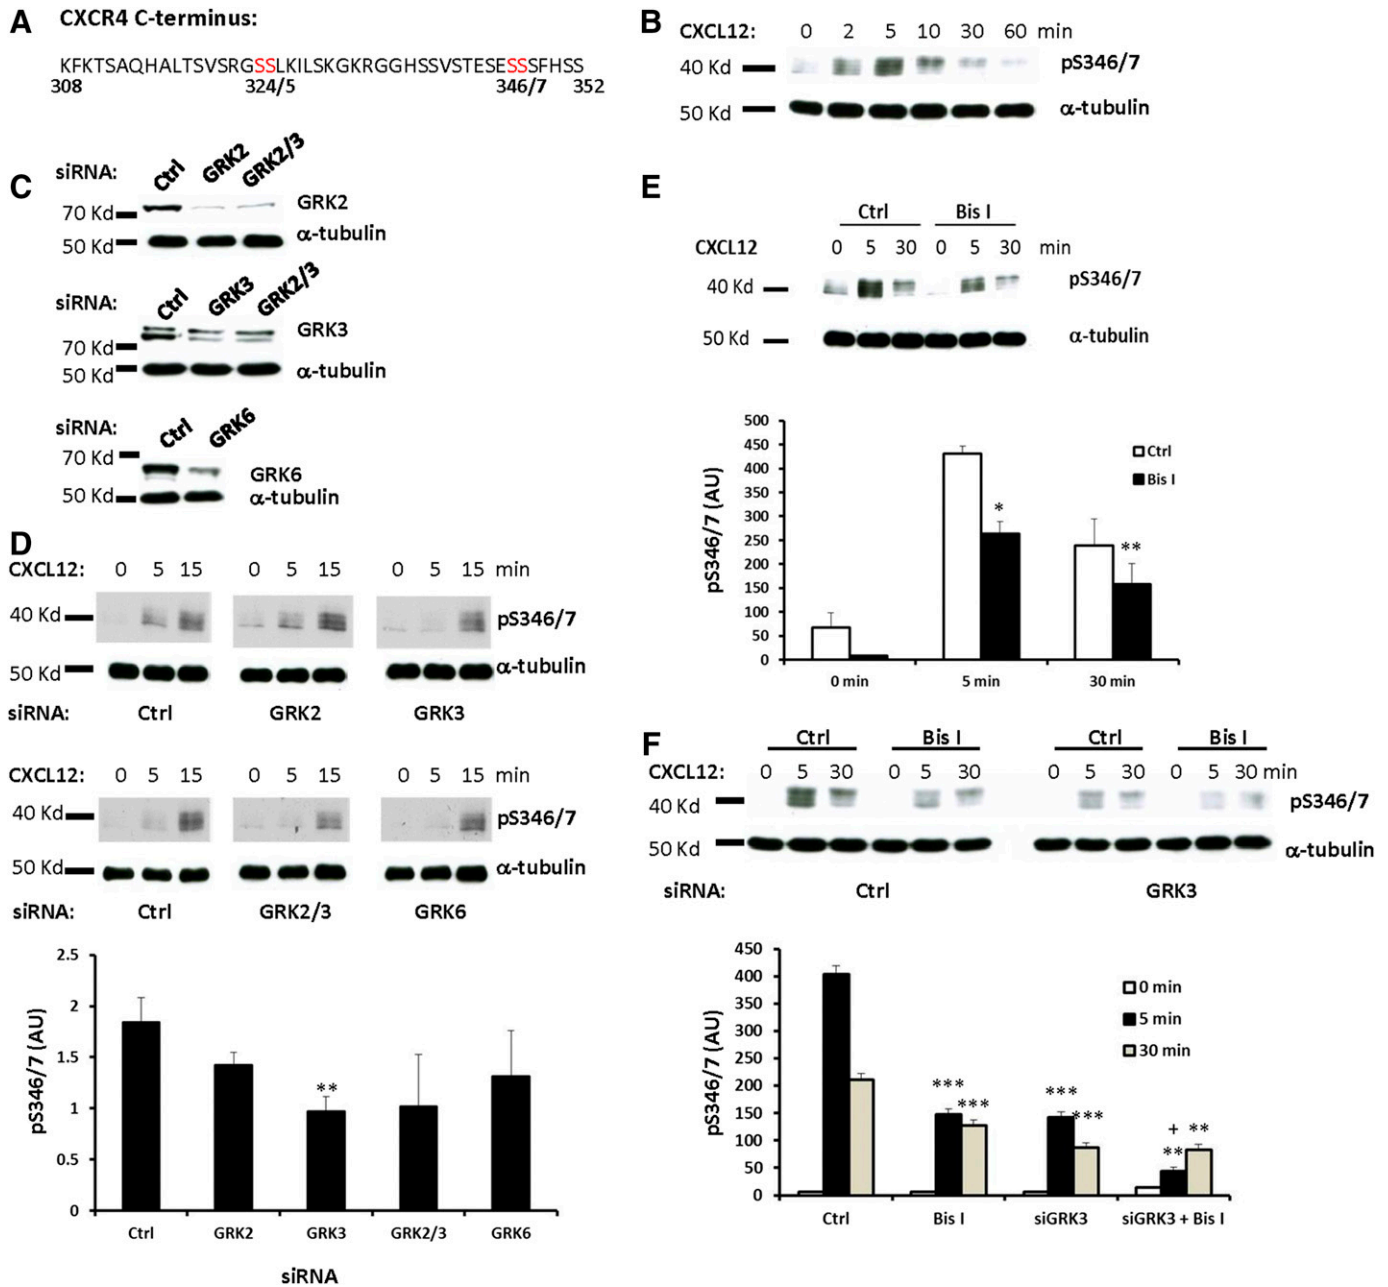 A CXCR4 C-terminus:
KFKTSAQHALTSVSRGSSLKILSKGKRGGHSSVSTESESSSFHSS
308 324/5 346/7 352
B CXCL12: 0 2 5 10 30 60 min
40 Kd pS346/7
50 Kd α-tubulin
C siRNA: Ctrl GRK2 GRK2/3
70 Kd GRK2
50 Kd α-tubulin
siRNA: Ctrl GRK3 GRK2/3
GRK3
70 Kd
50 Kd α-tubulin
siRNA: Ctrl GRK6
70 Kd
GRK6
50 Kd α-tubulin
D
CXCL12: 0 5 15 0 5 15 0 5 15 min
40 Kd pS346/7
50 Kd α-tubulin
siRNA: Ctrl GRK2 GRK3
CXCL12: 0 5 15 0 5 15 0 5 15 min
40 Kd pS346/7
50 Kd α-tubulin
siRNA: Ctrl GRK2/3 GRK6
pS346/7 (AU)
2.5
2
1.5
1
0.5
0
**
Ctrl GRK2 GRK3 GRK2/3 GRK6
siRNA
E
Ctrl Bis I
CXCL12 0 5 30 0 5 30 min
40 Kd pS346/7
50 Kd α-tubulin
pS346/7 (AU)
500
450
400
350
300
250
200
150
100
50
0
Ctrl
Bis I
*
**
0 min 5 min 30 min
F
Ctrl Bis I Ctrl Bis I
CXCL12: 0 5 30 0 5 30 0 5 30 0 5 30 min
40 Kd pS346/7
50 Kd α-tubulin
siRNA: Ctrl GRK3
pS346/7 (AU)
450
400
350
300
250
200
150
100
50
0
0 min
5 min
30 min
*** ***
*** ***
+
** **
Ctrl Bis I siGRK3 siGRK3 + Bis I